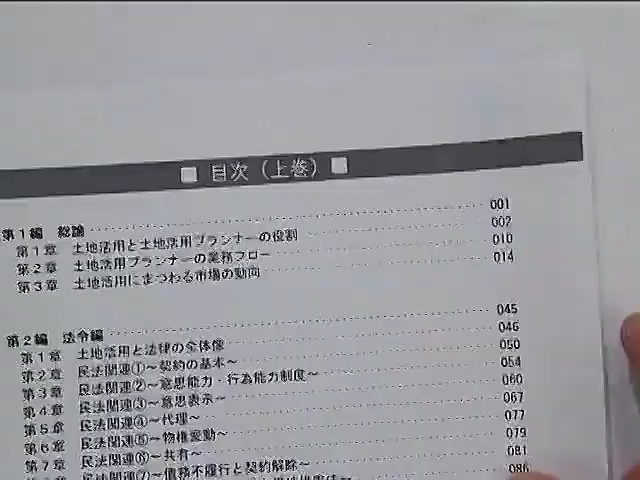 ■ 目次（上巻） ■
第1編 総論 001
第1章 土地活用と土地活用プランナーの役割 002
第2章 土地活用プランナーの業務フロー 010
第3章 土地活用にまつわる市場の動向 014
第2編 法令編 045
第1章 土地活用と法律の全体像 046
第2章 民法関連①～契約の基本～ 050
第3章 民法関連②～意思能力・行為能力制度～ 054
第4章 民法関連③～意思表示～ 060
第5章 民法関連④～代理～ 067
第6章 民法関連⑤～物権変動～ 077
第7章 民法関連⑥～共有～ 079
民法関連⑦～債務不履行と契約解除～ 081
086